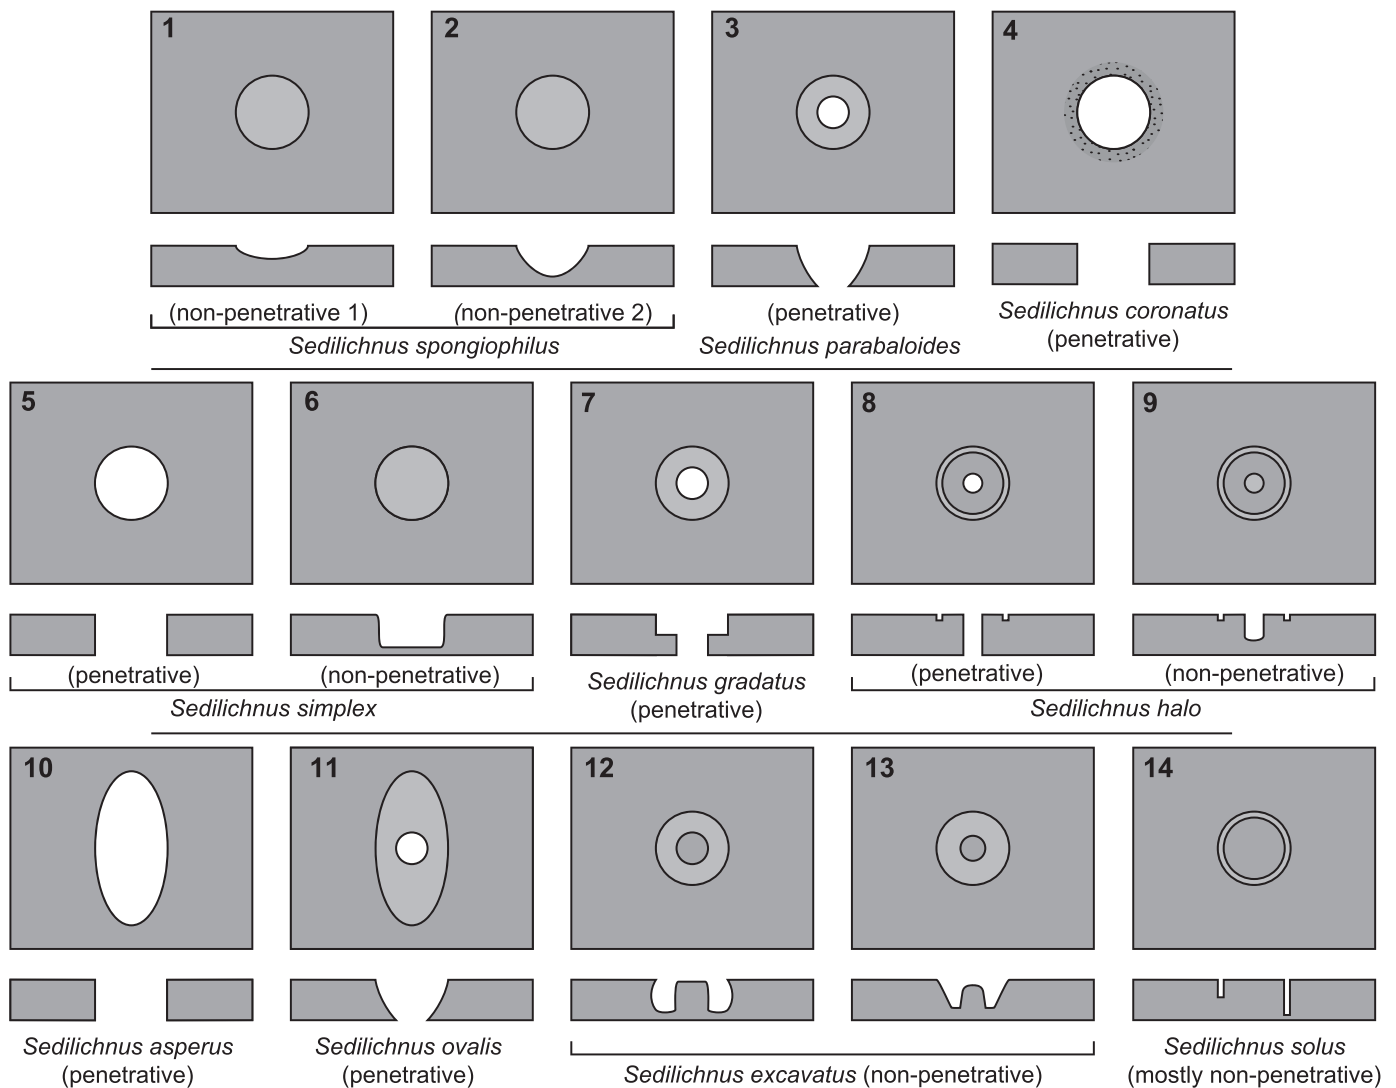 1 2 3 4
(non-penetrative 1) (non-penetrative 2) (penetrative)
Sedilichnus spongiophilus Sedilichnus parabaloides
Sedilichnus coronatus
(penetrative)
5 6 7 8 9
(penetrative) (non-penetrative) (penetrative) (non-penetrative)
Sedilichnus simplex
Sedilichnus gradatus
(penetrative)
Sedilichnus halo
10 11 12 13 14
Sedilichnus asperus
(penetrative)
Sedilichnus ovalis
(penetrative)
Sedilichnus excavatus (non-penetrative)
Sedilichnus solus
(mostly non-penetrative)